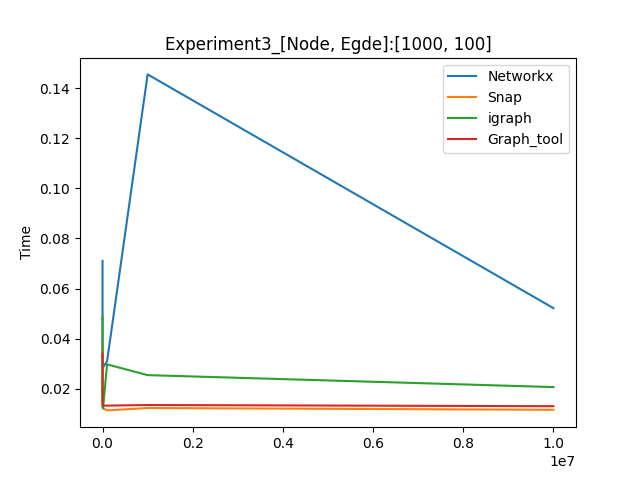 Experiment3_[Node, Egde]:[1000, 100]
Networkx
Snap
igraph
Graph_tool
Time
0.14
0.12
0.10
0.08
0.06
0.04
0.02
0.0 0.2 0.4 0.6 0.8 1.0
1e7